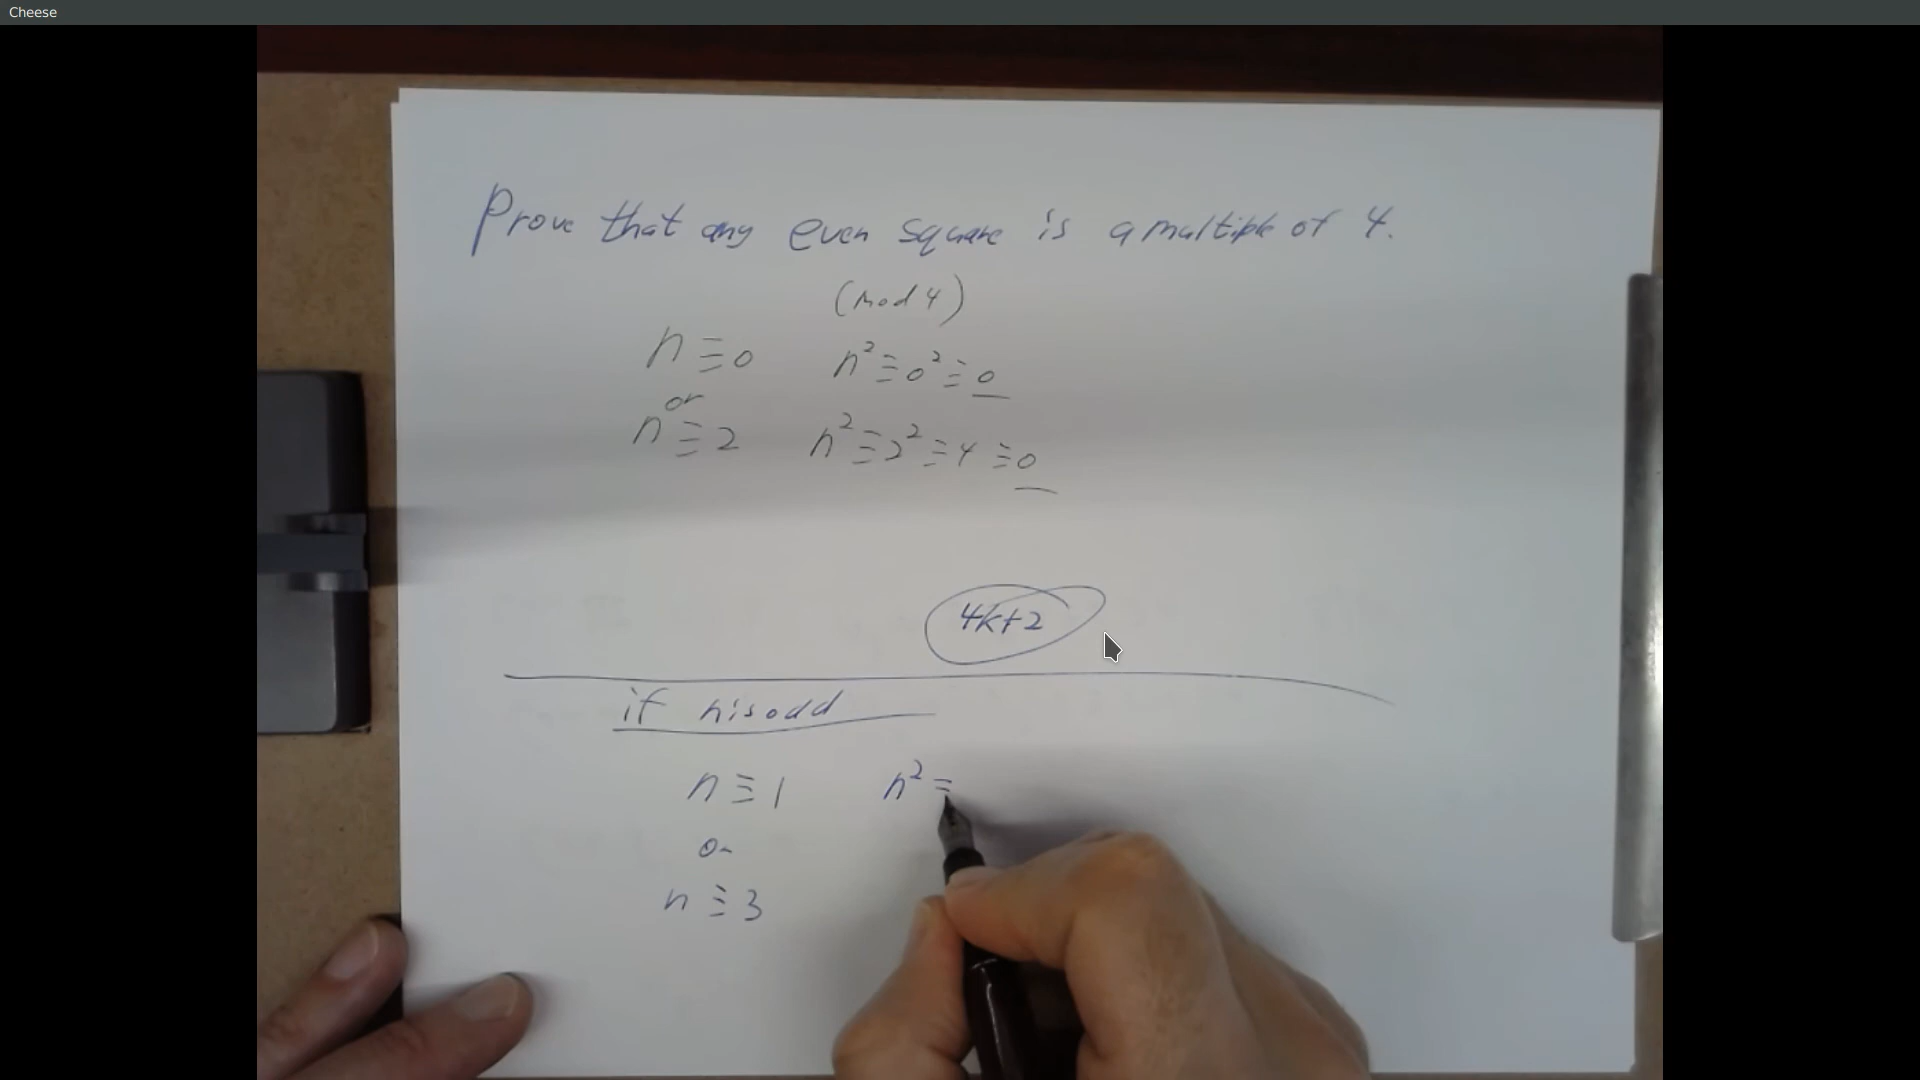 Cheese
Prove that any even square is a multiple of 4.
(mod 4)
n ≡ 0 n² ≡ 0² ≡ 0
or
n ≡ 2 n² ≡ 2² ≡ 4 ≡ 0
4k+2
if n is odd
n ≡ 1 n² ≡
or
n ≡ 3